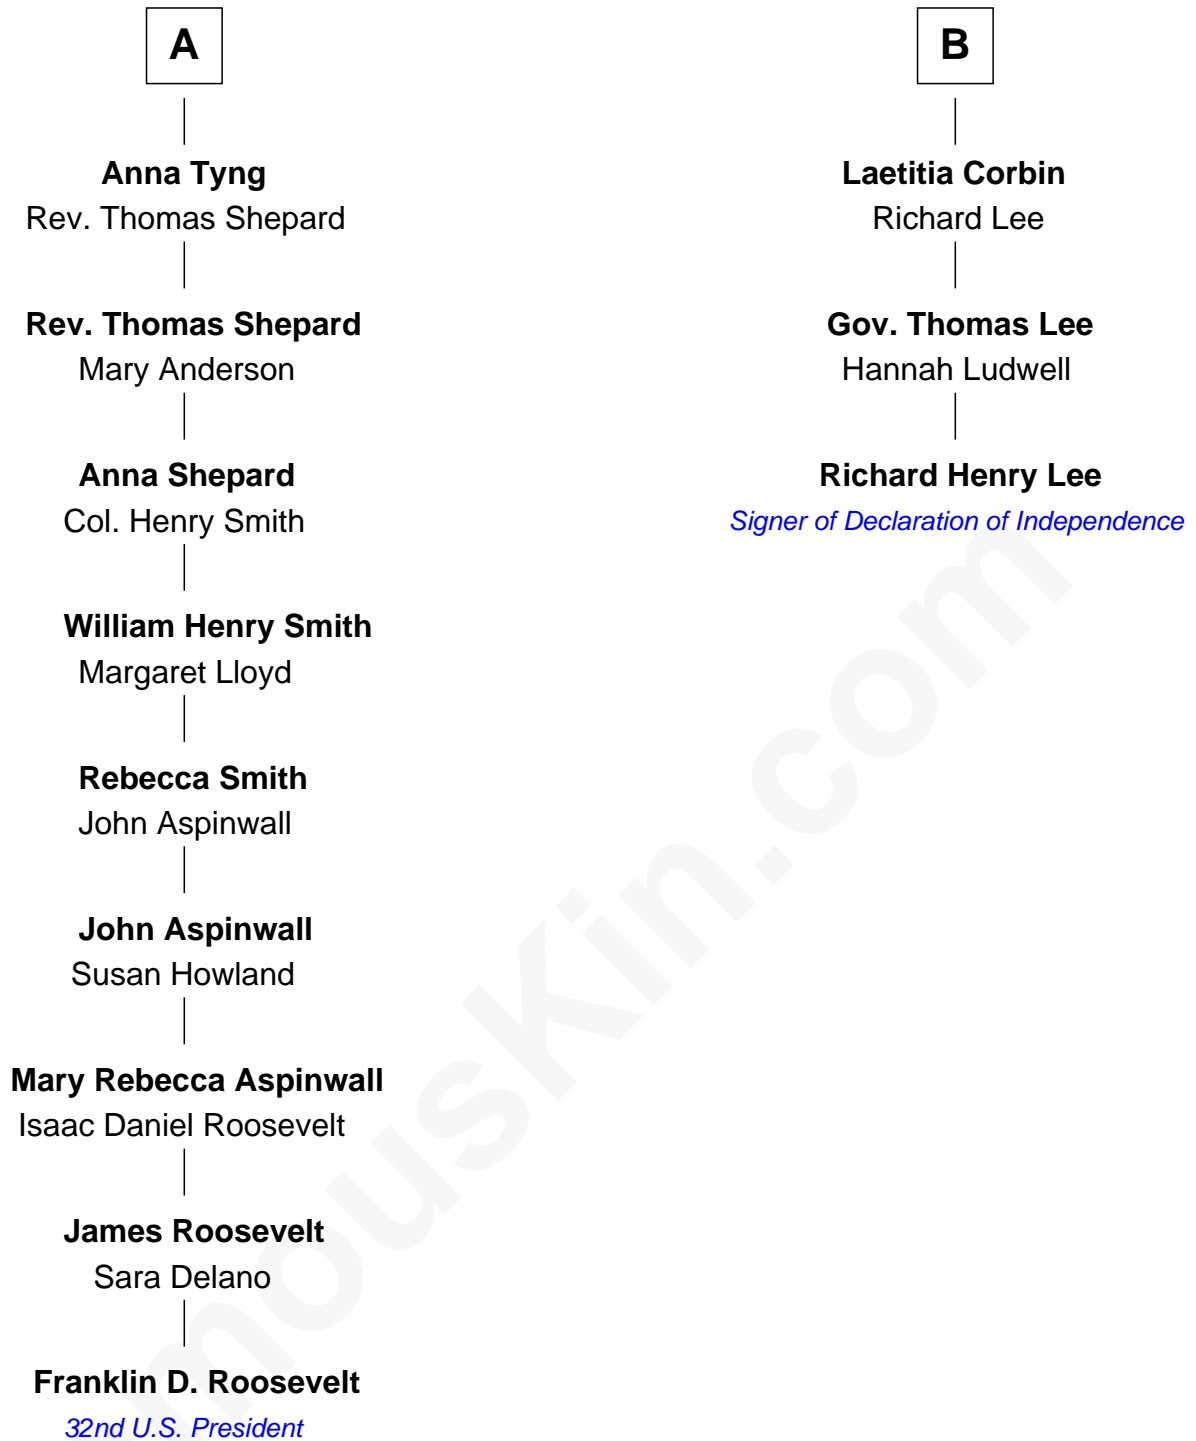 A
Anna Tyng
Rev. Thomas Shepard
Rev. Thomas Shepard
Mary Anderson
Anna Shepard
Col. Henry Smith
William Henry Smith
Margaret Lloyd
Rebecca Smith
John Aspinwall
John Aspinwall
Susan Howland
Mary Rebecca Aspinwall
Isaac Daniel Roosevelt
James Roosevelt
Sara Delano
Franklin D. Roosevelt
32nd U.S. President
B
Laetitia Corbin
Richard Lee
Gov. Thomas Lee
Hannah Ludwell
Richard Henry Lee
Signer of Declaration of Independence
mouskin.com